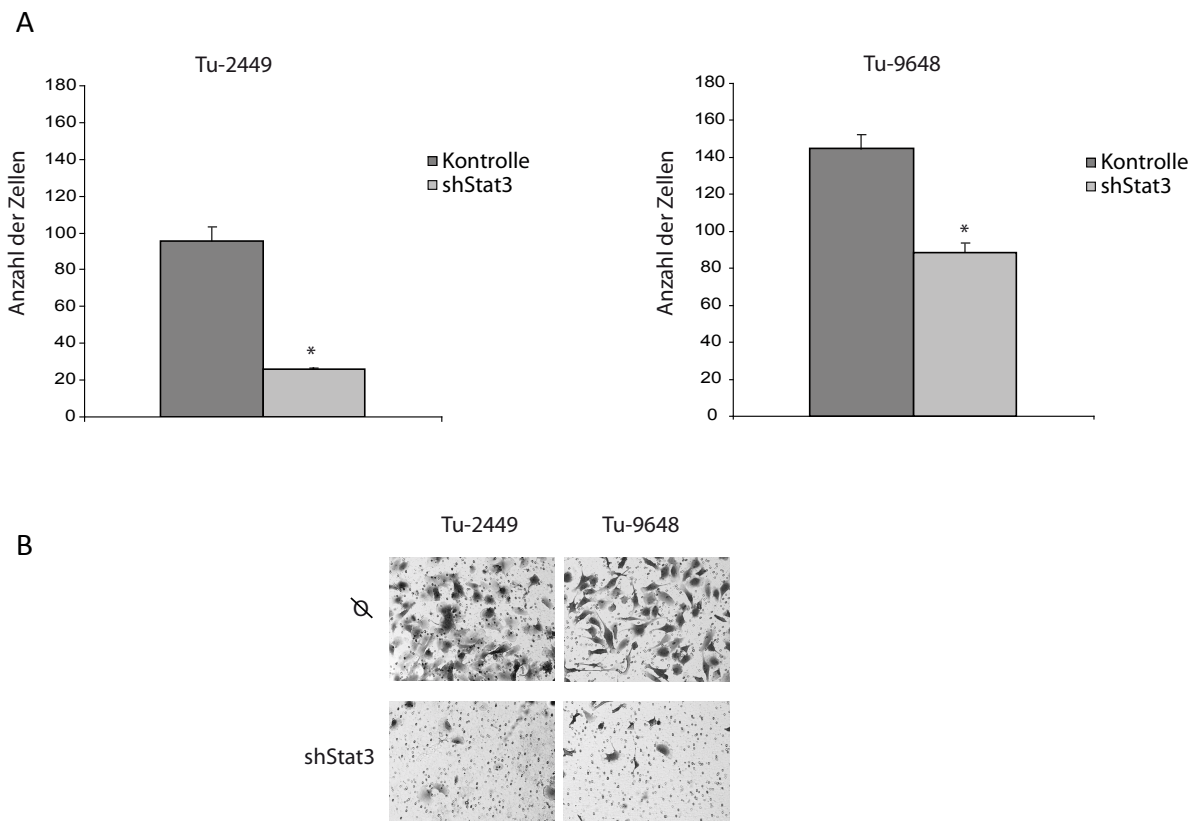 A
Tu-2449
180
160
140
120
100
80
60
40
20
0
Anzahl der Zellen
*
Kontrolle
shStat3
Tu-9648
180
160
140
120
100
80
60
40
20
0
Anzahl der Zellen
*
Kontrolle
shStat3
B
Tu-2449
Tu-9648
Ø
shStat3